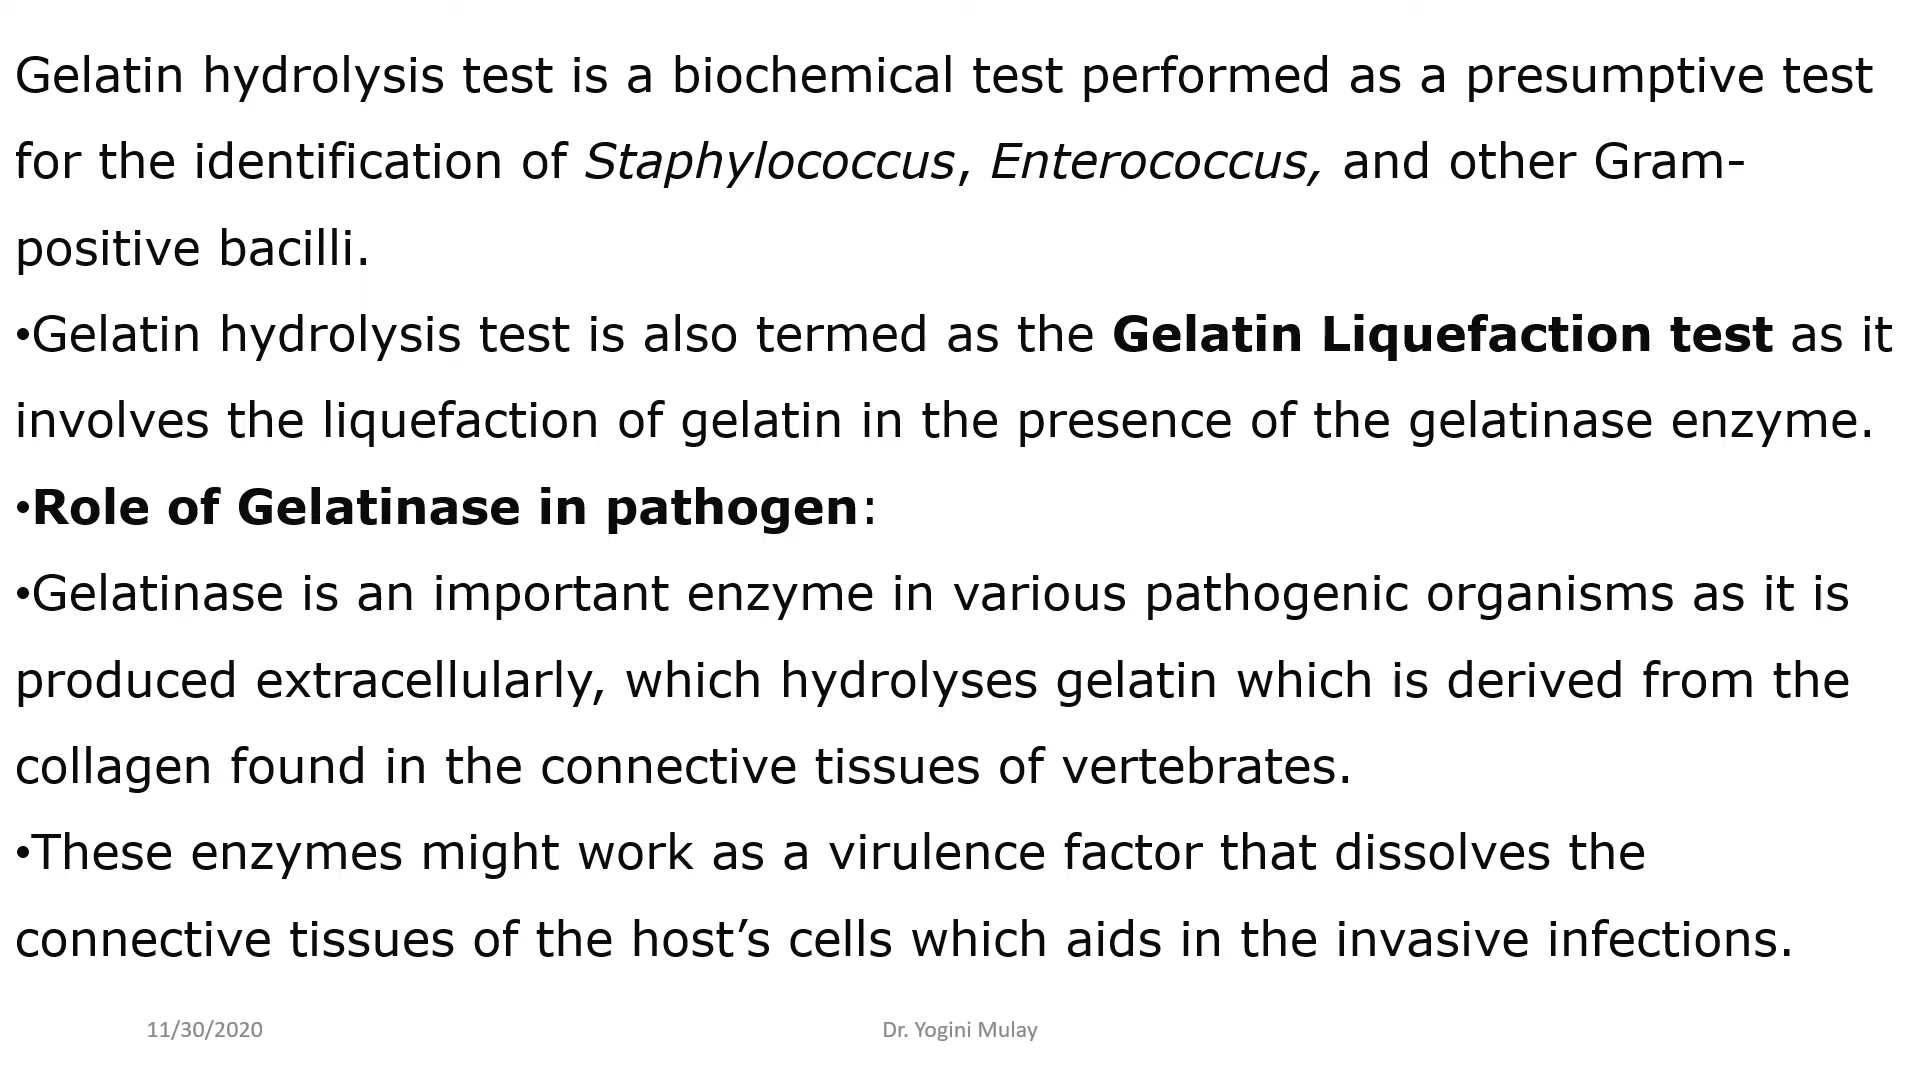 Gelatin hydrolysis test is a biochemical test performed as a presumptive test
for the identification of Staphylococcus, Enterococcus, and other Gram-
positive bacilli.
•Gelatin hydrolysis test is also termed as the Gelatin Liquefaction test as it
involves the liquefaction of gelatin in the presence of the gelatinase enzyme.
•Role of Gelatinase in pathogen:
•Gelatinase is an important enzyme in various pathogenic organisms as it is
produced extracellularly, which hydrolyses gelatin which is derived from the
collagen found in the connective tissues of vertebrates.
•These enzymes might work as a virulence factor that dissolves the
connective tissues of the host’s cells which aids in the invasive infections.
11/30/2020
Dr. Yogini Mulay